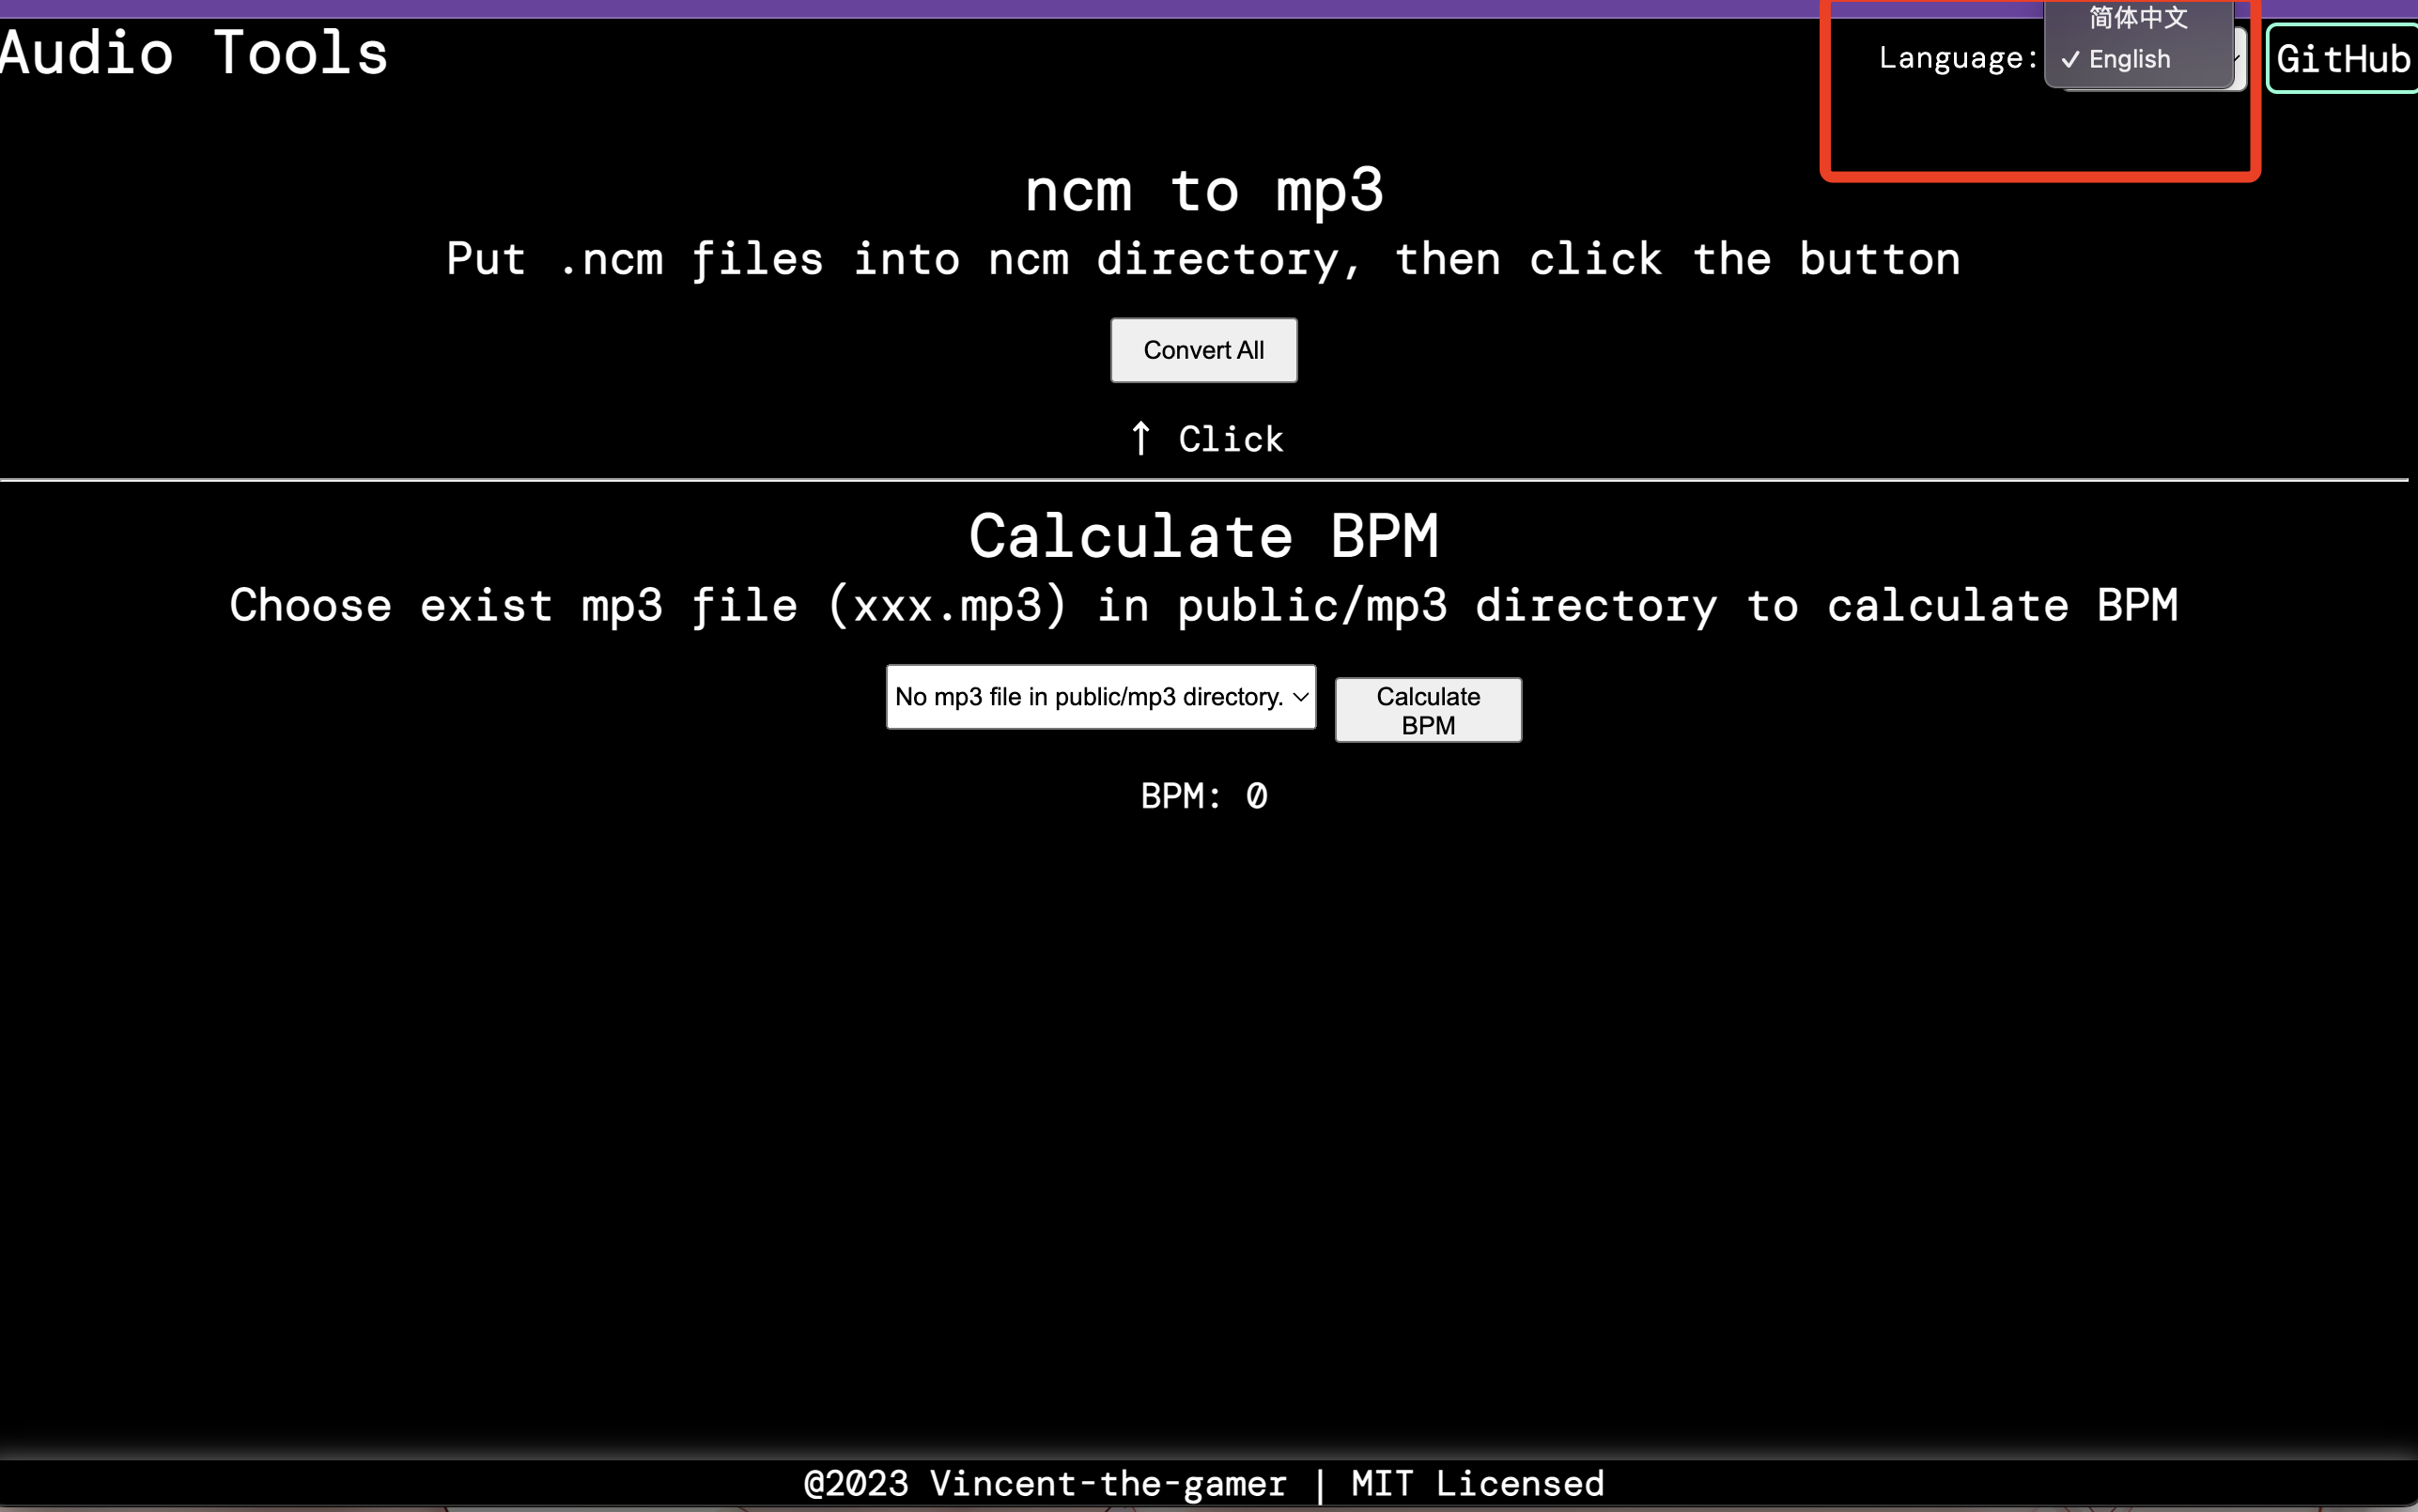 Audio Tools
Language:
简体中文
✓ English
GitHub
ncm to mp3
Put .ncm files into ncm directory, then click the button
Convert All
↑ Click
Calculate BPM
Choose exist mp3 file (xxx.mp3) in public/mp3 directory to calculate BPM
No mp3 file in public/mp3 directory.
Calculate
BPM
BPM: 0
@2023 Vincent-the-gamer | MIT Licensed